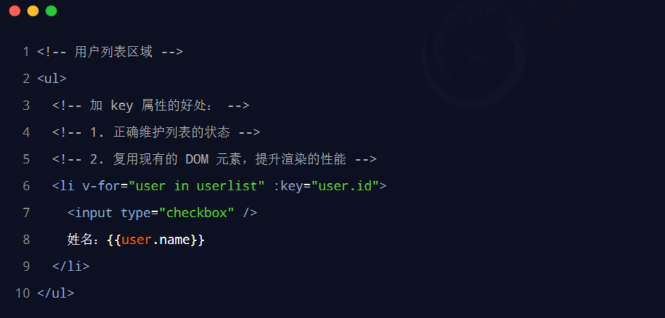 1 <!-- 用户列表区域 -->
2 <ul>
3   <!-- 加 key 属性的好处： -->
4   <!-- 1. 正确维护列表的状态 -->
5   <!-- 2. 复用现有的 DOM 元素，提升渲染的性能 -->
6   <li v-for="user in userlist" :key="user.id">
7     <input type="checkbox" />
8     姓名：{{user.name}}
9   </li>
10 </ul>